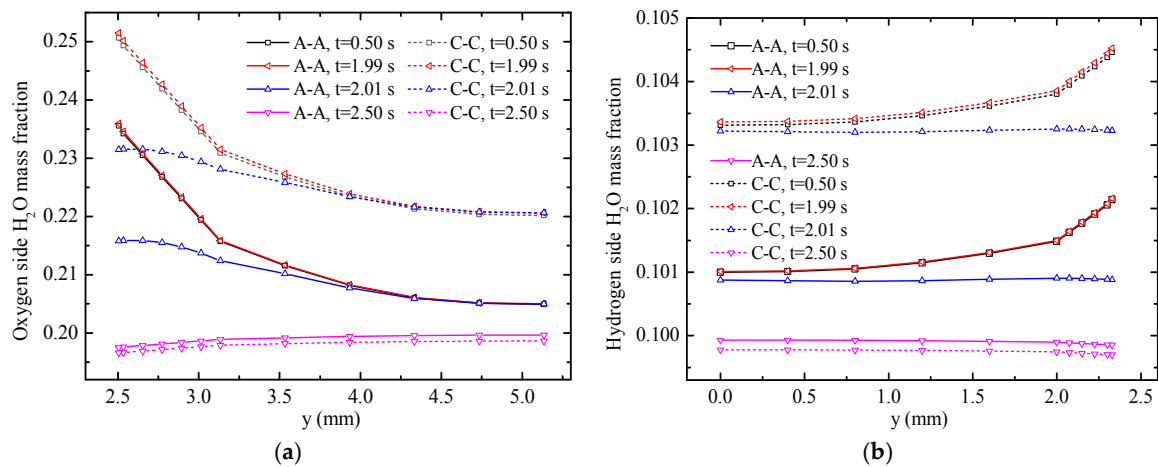 Oxygen side H₂O mass fraction
0.25
0.24
0.23
0.22
0.21
0.20
A-A, t=0.50 s
A-A, t=1.99 s
A-A, t=2.01 s
A-A, t=2.50 s
C-C, t=0.50 s
C-C, t=1.99 s
C-C, t=2.01 s
C-C, t=2.50 s
2.5 3.0 3.5 4.0 4.5 5.0
y (mm)
(a)
Hydrogen side H₂O mass fraction
0.105
0.104
0.103
0.102
0.101
0.100
A-A, t=0.50 s
A-A, t=1.99 s
A-A, t=2.01 s
A-A, t=2.50 s
C-C, t=0.50 s
C-C, t=1.99 s
C-C, t=2.01 s
C-C, t=2.50 s
0.0 0.5 1.0 1.5 2.0 2.5
y (mm)
(b)